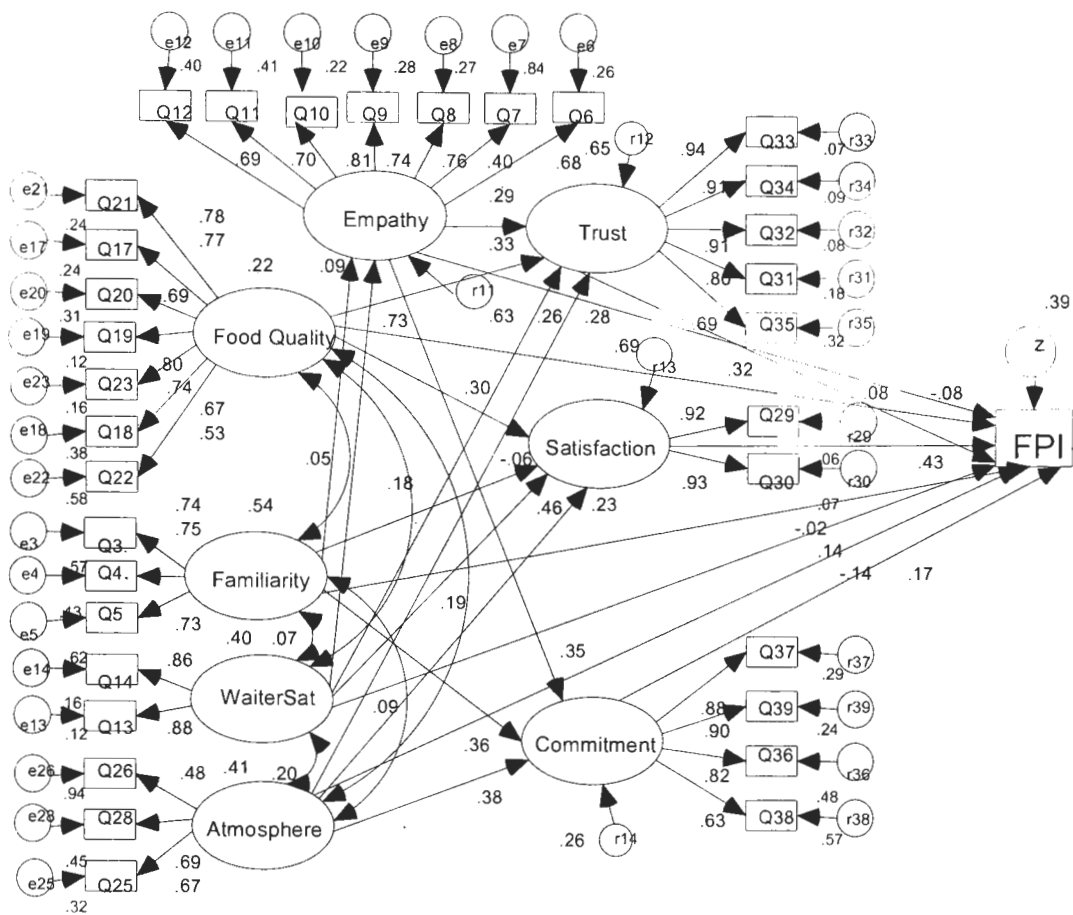 e12 e11 e10 e9 e8 e7 e6
.40 .41 .22 .28 .27 .84 .26
Q12 Q11 Q10 Q9 Q8 Q7 Q6
.69 .70 .81 .74 .76 .40 .68 .65 r12 .94 Q33 .07 r33
e21 Q21 .91 Q34 .09 r34
.24 .78 Empathy .29 Trust Q32 .08 r32
e17 Q17 .77 .33 .91
.24 .22 .09 r11 .80 Q31 .18 r31
e20 Q20 .69 .63 .26 .28
.31 Food Quality .73 .69 Q35 .32 r35 .39
e19 Q19 .69 r13 z
.12 .80 .32
e23 Q23 .74 .30 .08 -.08
.16 .67 .92 Q29 r29
e18 Q18 .53 Satisfaction FPI
.38 .05 -.06 .06 .43
e22 Q22 .18 .93 Q30 r30
.58 .74 .54 .46 .23 .07
e3 Q3. .75 -.02
.57 .14
e4 Q4. Familiarity -.14 .17
.43 .19
e5 Q5 .73 .40 .07
.62 .86 .35 Q37 r37
e14 Q14 .29
.16 WaiterSat .88 Q39 r39
e13 Q13 .88 .09 .90 .24
.12 Commitment Q36 r36
e26 Q26 .48 .41 .20 .36 .82 .48
.94 .38 .63 Q38 r38
e28 Q28 Atmosphere .57
.45 .69 .26 r14
e25 Q25 .67
.32